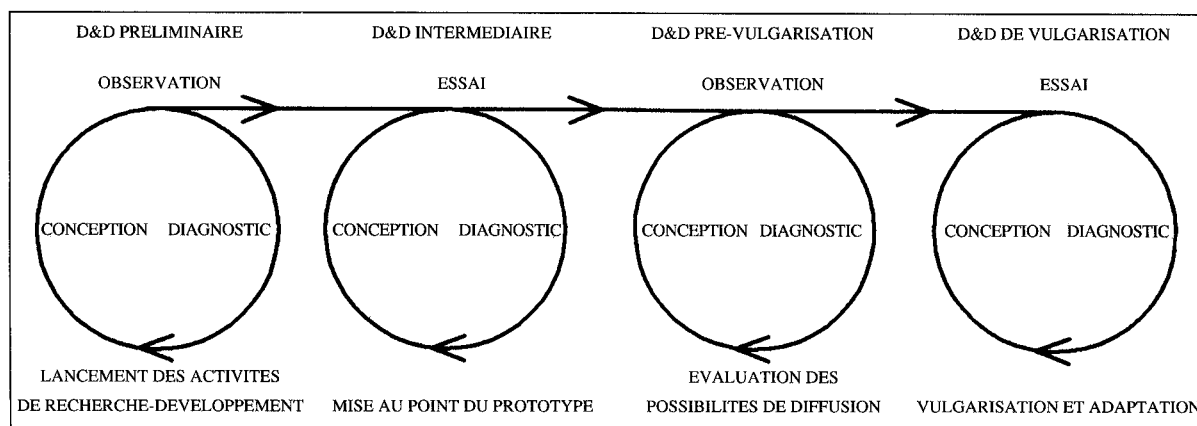 D&D PRELIMINAIRE
D&D INTERMEDIAIRE
D&D PRE-VULGARISATION
D&D DE VULGARISATION
OBSERVATION
ESSAI
OBSERVATION
ESSAI
CONCEPTION DIAGNOSTIC
CONCEPTION DIAGNOSTIC
CONCEPTION DIAGNOSTIC
CONCEPTION DIAGNOSTIC
LANCEMENT DES ACTIVITES
DE RECHERCHE-DEVELOPPEMENT
MISE AU POINT DU PROTOTYPE
EVALUATION DES
POSSIBILITES DE DIFFUSION
VULGARISATION ET ADAPTATION